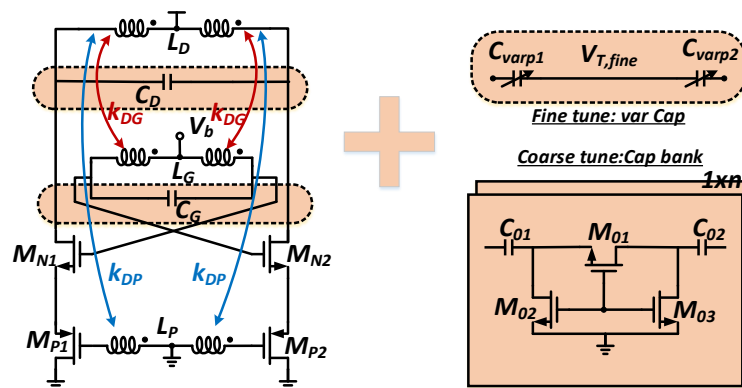 L_D
C_D
k_DG
k_DG
V_b
L_G
C_G
M_N1
M_N2
k_DP
k_DP
L_P
M_P1
M_P2
C_varp1
V_T,fine
C_varp2
Fine tune: var Cap
Coarse tune:Cap bank
1xn
C_01
M_01
C_02
M_02
M_03